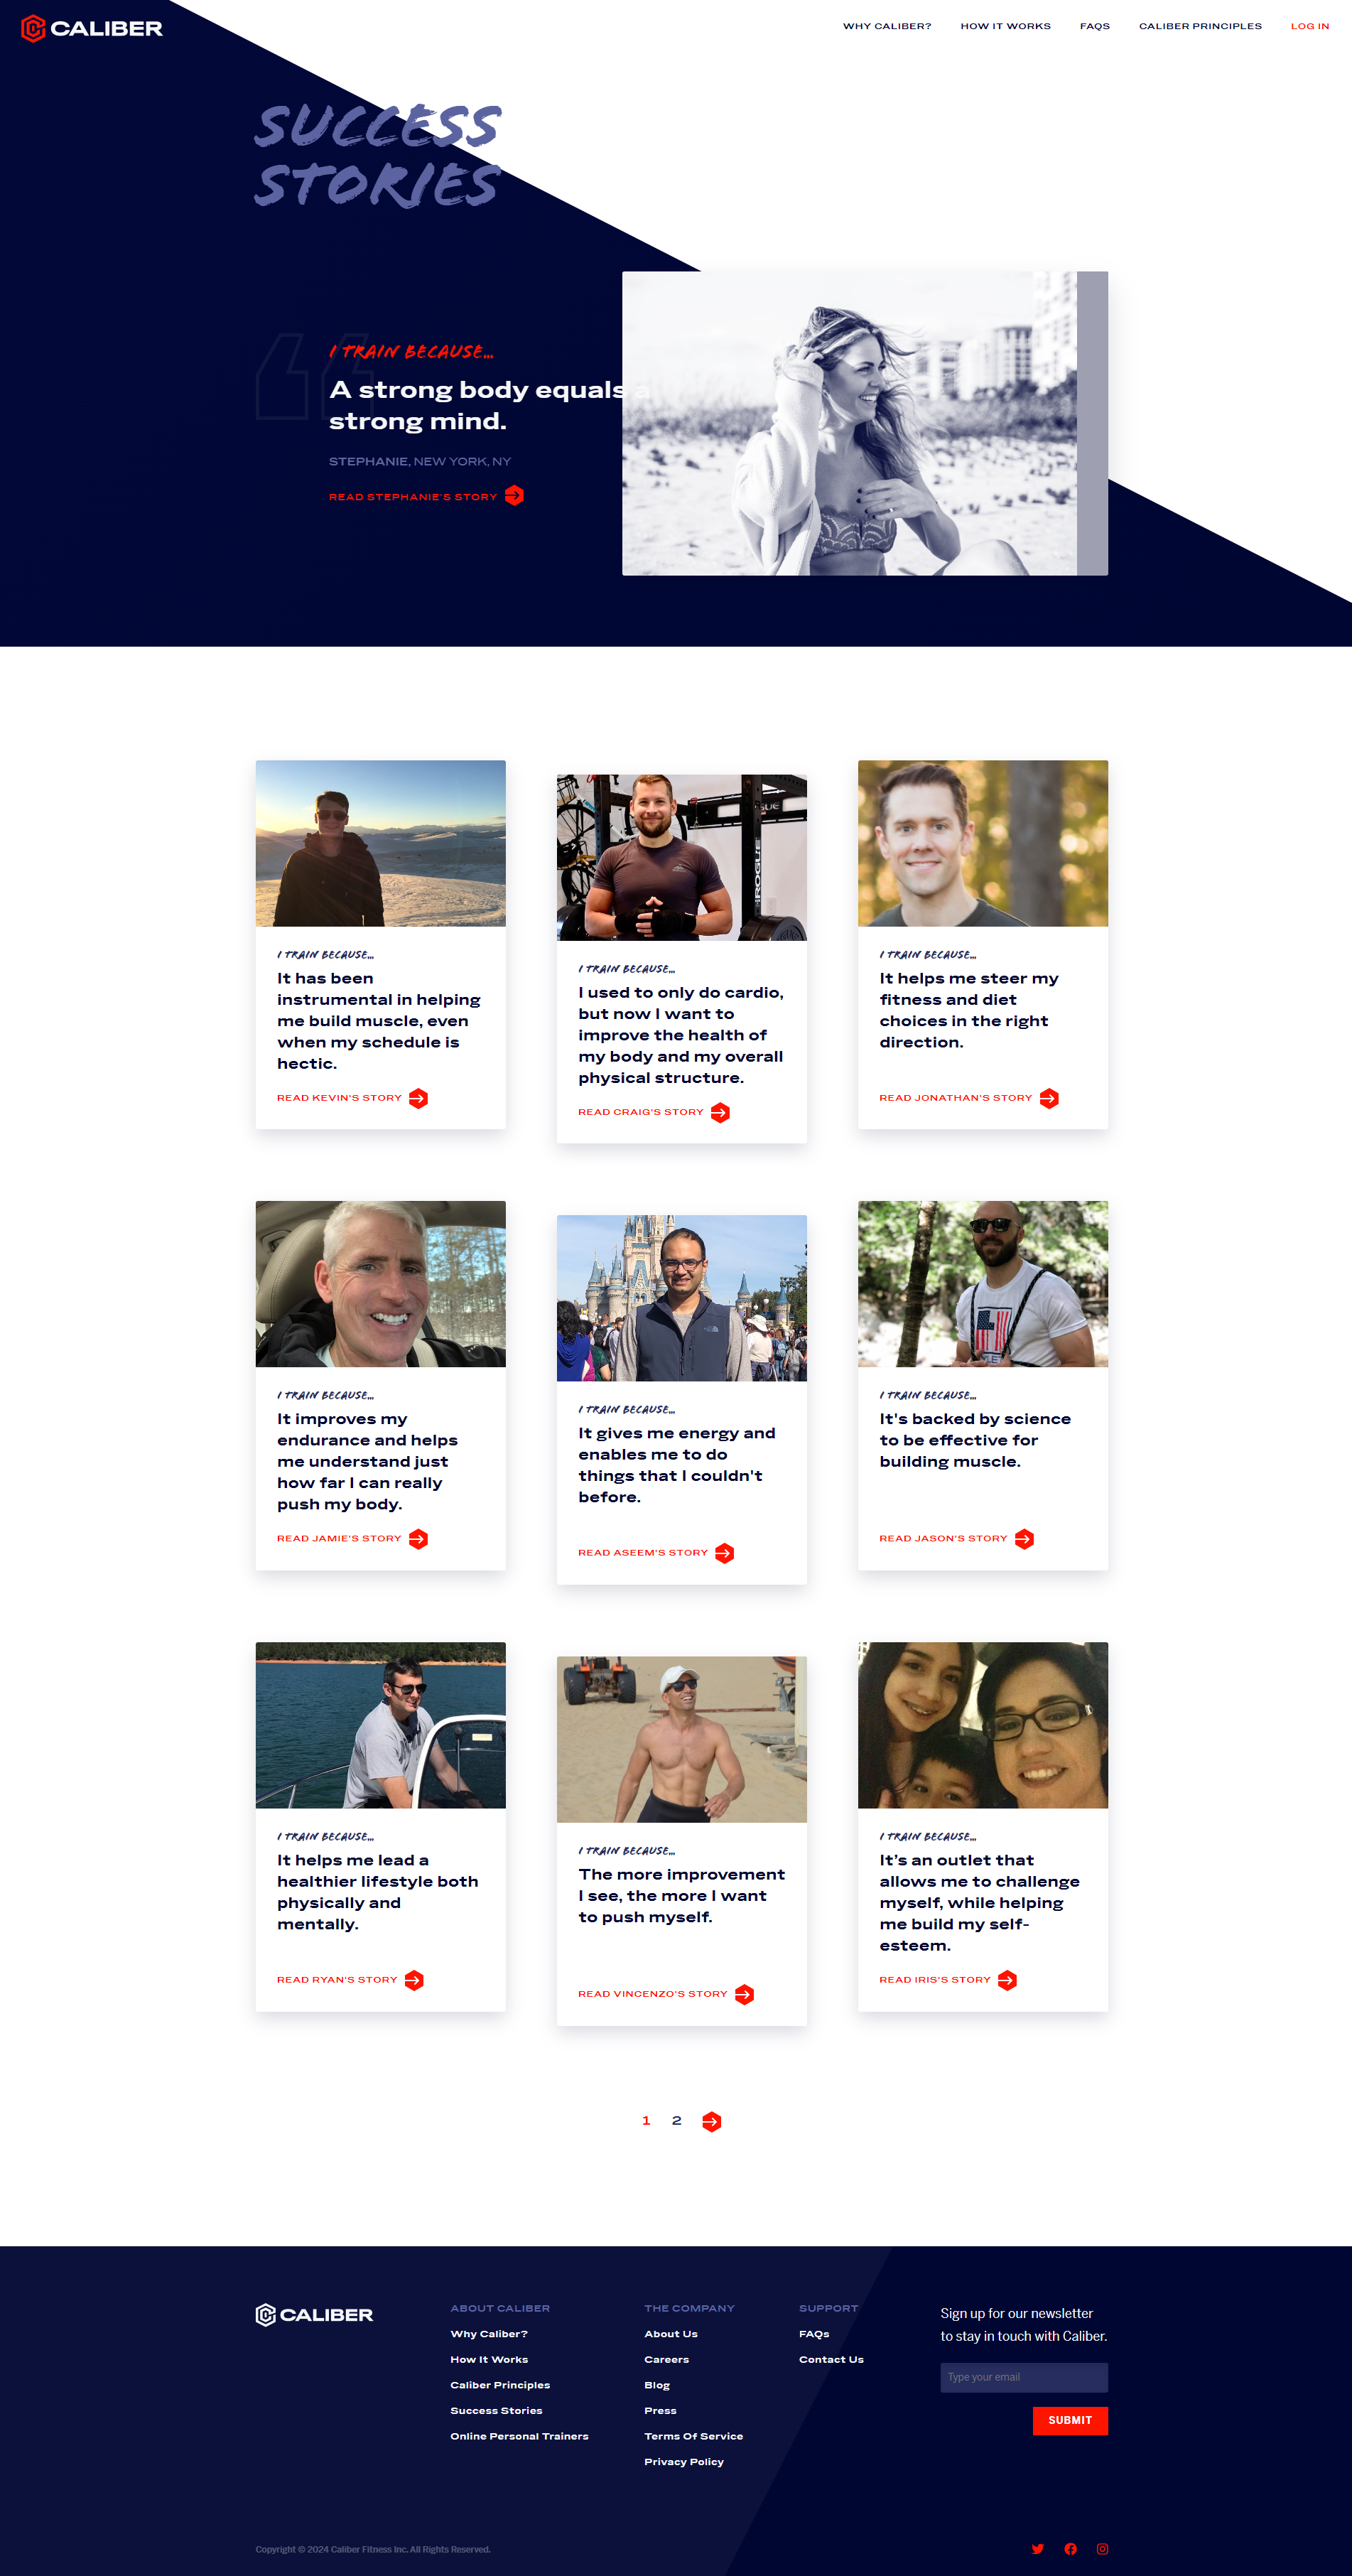 CALIBER
WHY CALIBER?
HOW IT WORKS
FAQS
CALIBER PRINCIPLES
LOG IN
SUCCESS
STORIES
I TRAIN BECAUSE...
A strong body equals a
strong mind.
STEPHANIE, NEW YORK, NY
READ STEPHANIE'S STORY
I TRAIN BECAUSE...
It has been
instrumental in helping
me build muscle, even
when my schedule is
hectic.
READ KEVIN'S STORY
ROGUE
I TRAIN BECAUSE...
I used to only do cardio,
but now I want to
improve the health of
my body and my overall
physical structure.
READ CRAIG'S STORY
I TRAIN BECAUSE...
It helps me steer my
fitness and diet
choices in the right
direction.
READ JONATHAN'S STORY
I TRAIN BECAUSE...
It improves my
endurance and helps
me understand just
how far I can really
push my body.
READ JAMIE'S STORY
I TRAIN BECAUSE...
It gives me energy and
enables me to do
things that I couldn't
before.
READ ASEEM'S STORY
I TRAIN BECAUSE...
It's backed by science
to be effective for
building muscle.
READ JASON'S STORY
I TRAIN BECAUSE...
It helps me lead a
healthier lifestyle both
physically and
mentally.
READ RYAN'S STORY
I TRAIN BECAUSE...
The more improvement
I see, the more I want
to push myself.
READ VINCENZO'S STORY
I TRAIN BECAUSE...
It’s an outlet that
allows me to challenge
myself, while helping
me build my self-
esteem.
READ IRIS'S STORY
1 2
CALIBER
ABOUT CALIBER
Why Caliber?
How It Works
Caliber Principles
Success Stories
Online Personal Trainers
THE COMPANY
About Us
Careers
Blog
Press
Terms Of Service
Privacy Policy
SUPPORT
FAQs
Contact Us
Sign up for our newsletter
to stay in touch with Caliber.
Type your email
SUBMIT
Copyright © 2024 Caliber Fitness Inc. All Rights Reserved.